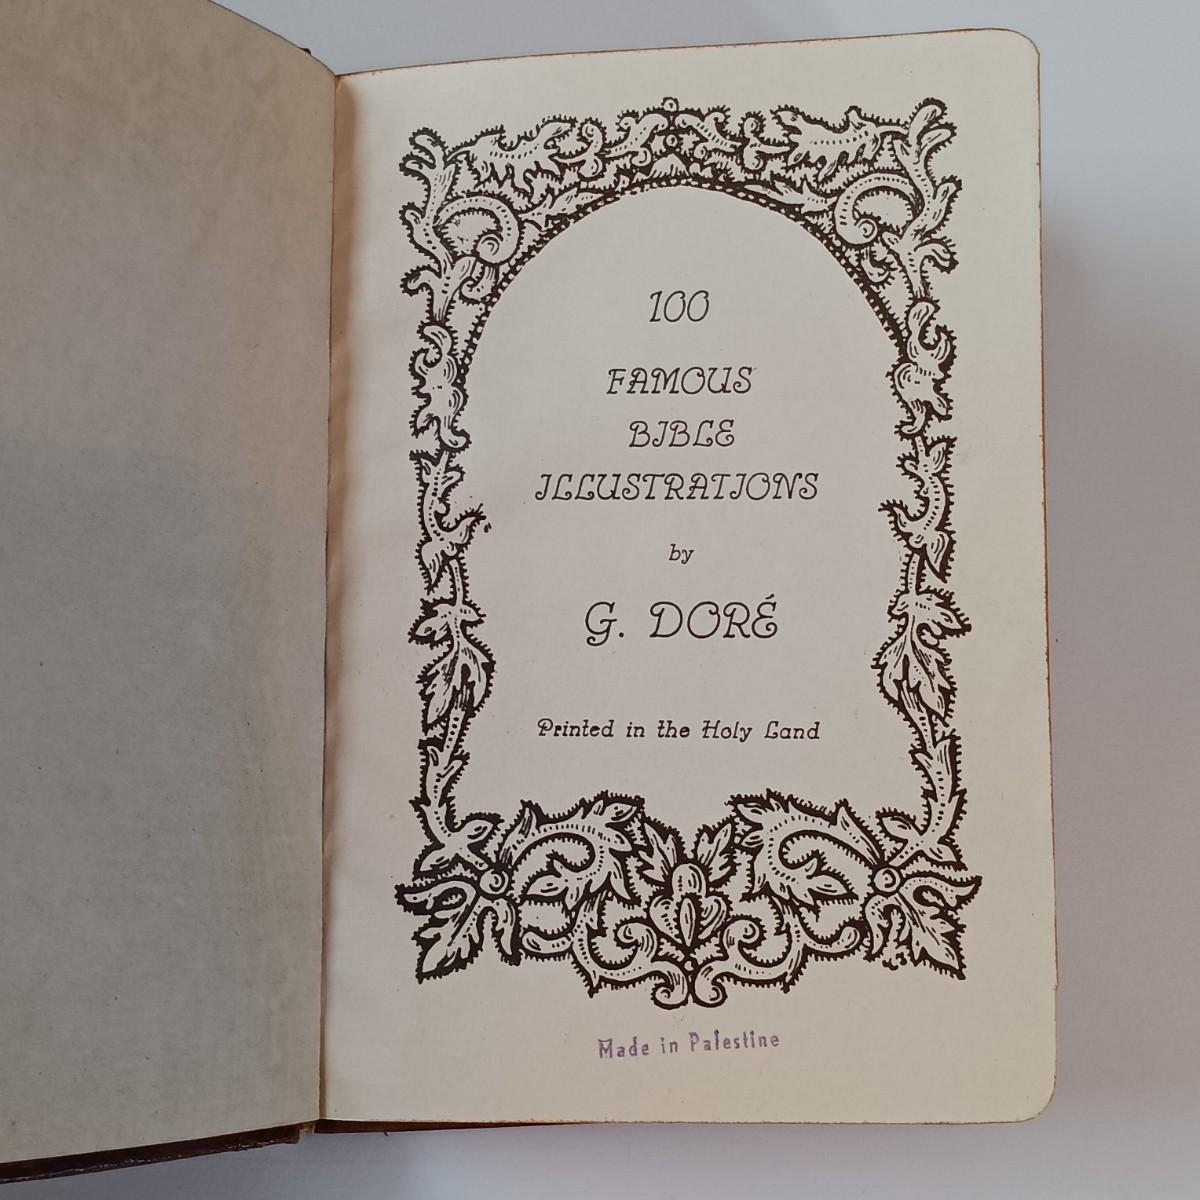 100
FAMOUS
BIBLE
ILLUSTRATIONS
by
G. DORÉ
Printed in the Holy Land
Made in Palestine